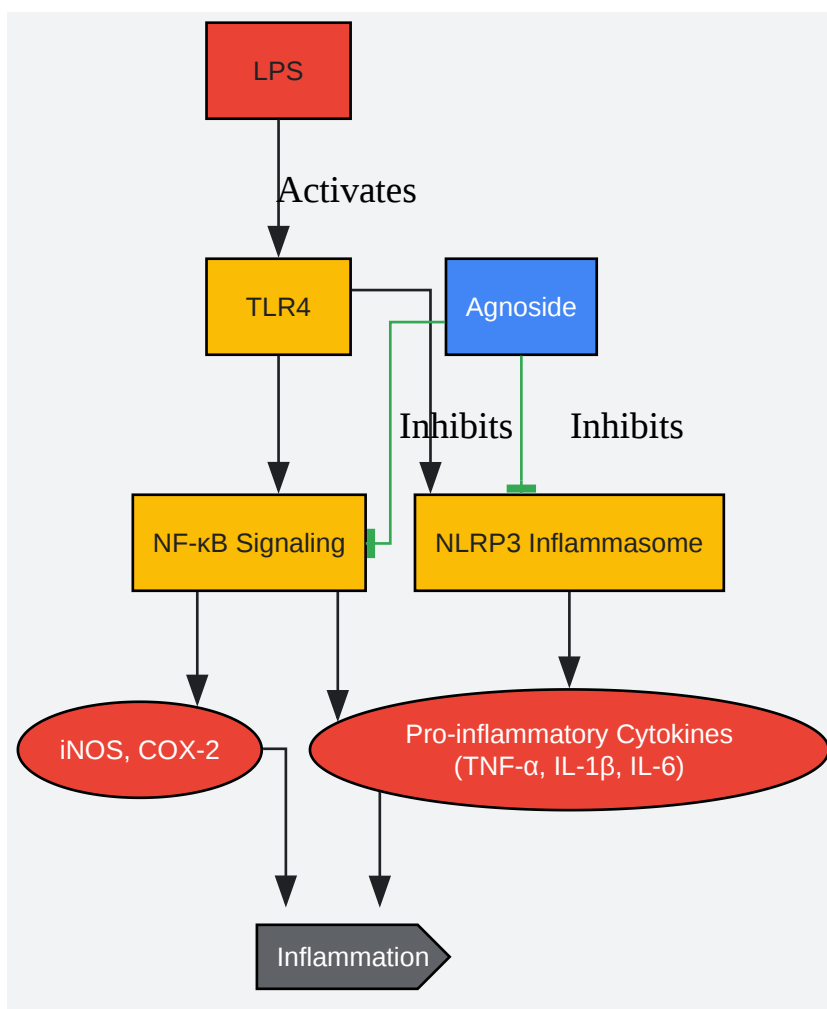 LPS
Activates
TLR4
Agnoside
Inhibits
Inhibits
NF-κB Signaling
NLRP3 Inflammasome
iNOS, COX-2
Pro-inflammatory Cytokines
(TNF-α, IL-1β, IL-6)
Inflammation